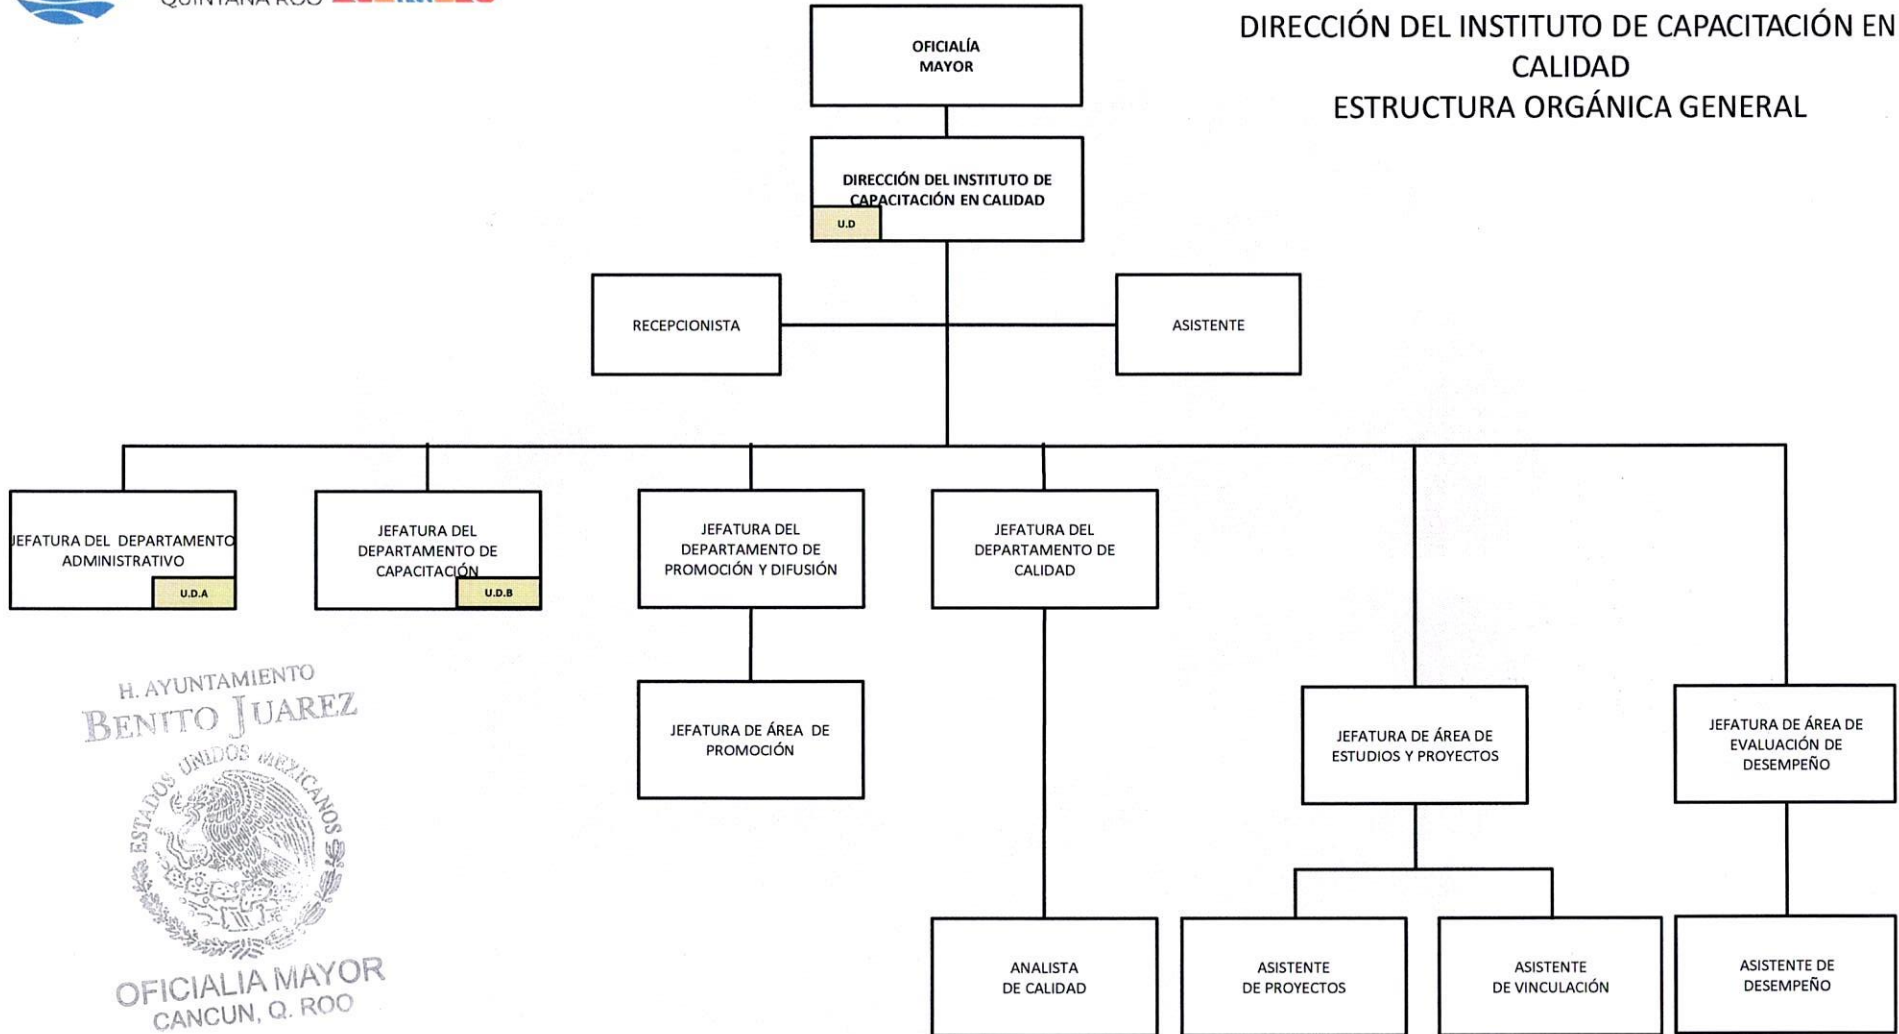 QUINTANA ROO
DIRECCIÓN DEL INSTITUTO DE CAPACITACIÓN EN
CALIDAD
ESTRUCTURA ORGÁNICA GENERAL
OFICIALÍA
MAYOR
DIRECCIÓN DEL INSTITUTO DE
CAPACITACIÓN EN CALIDAD
U.D
RECEPCIONISTA
ASISTENTE
JEFATURA DEL DEPARTAMENTO
ADMINISTRATIVO
U.D.A
JEFATURA DEL
DEPARTAMENTO DE
CAPACITACIÓN
U.D.B
JEFATURA DEL
DEPARTAMENTO DE
PROMOCIÓN Y DIFUSIÓN
JEFATURA DEL
DEPARTAMENTO DE
CALIDAD
JEFATURA DE ÁREA DE
PROMOCIÓN
JEFATURA DE ÁREA DE
ESTUDIOS Y PROYECTOS
JEFATURA DE ÁREA DE
EVALUACIÓN DE
DESEMPEÑO
ANALISTA
DE CALIDAD
ASISTENTE
DE PROYECTOS
ASISTENTE
DE VINCULACIÓN
ASISTENTE DE
DESEMPEÑO
H. AYUNTAMIENTO
BENITO JUAREZ
ESTADOS UNIDOS MEXICANOS
OFICIALIA MAYOR
CANCUN, Q. ROO